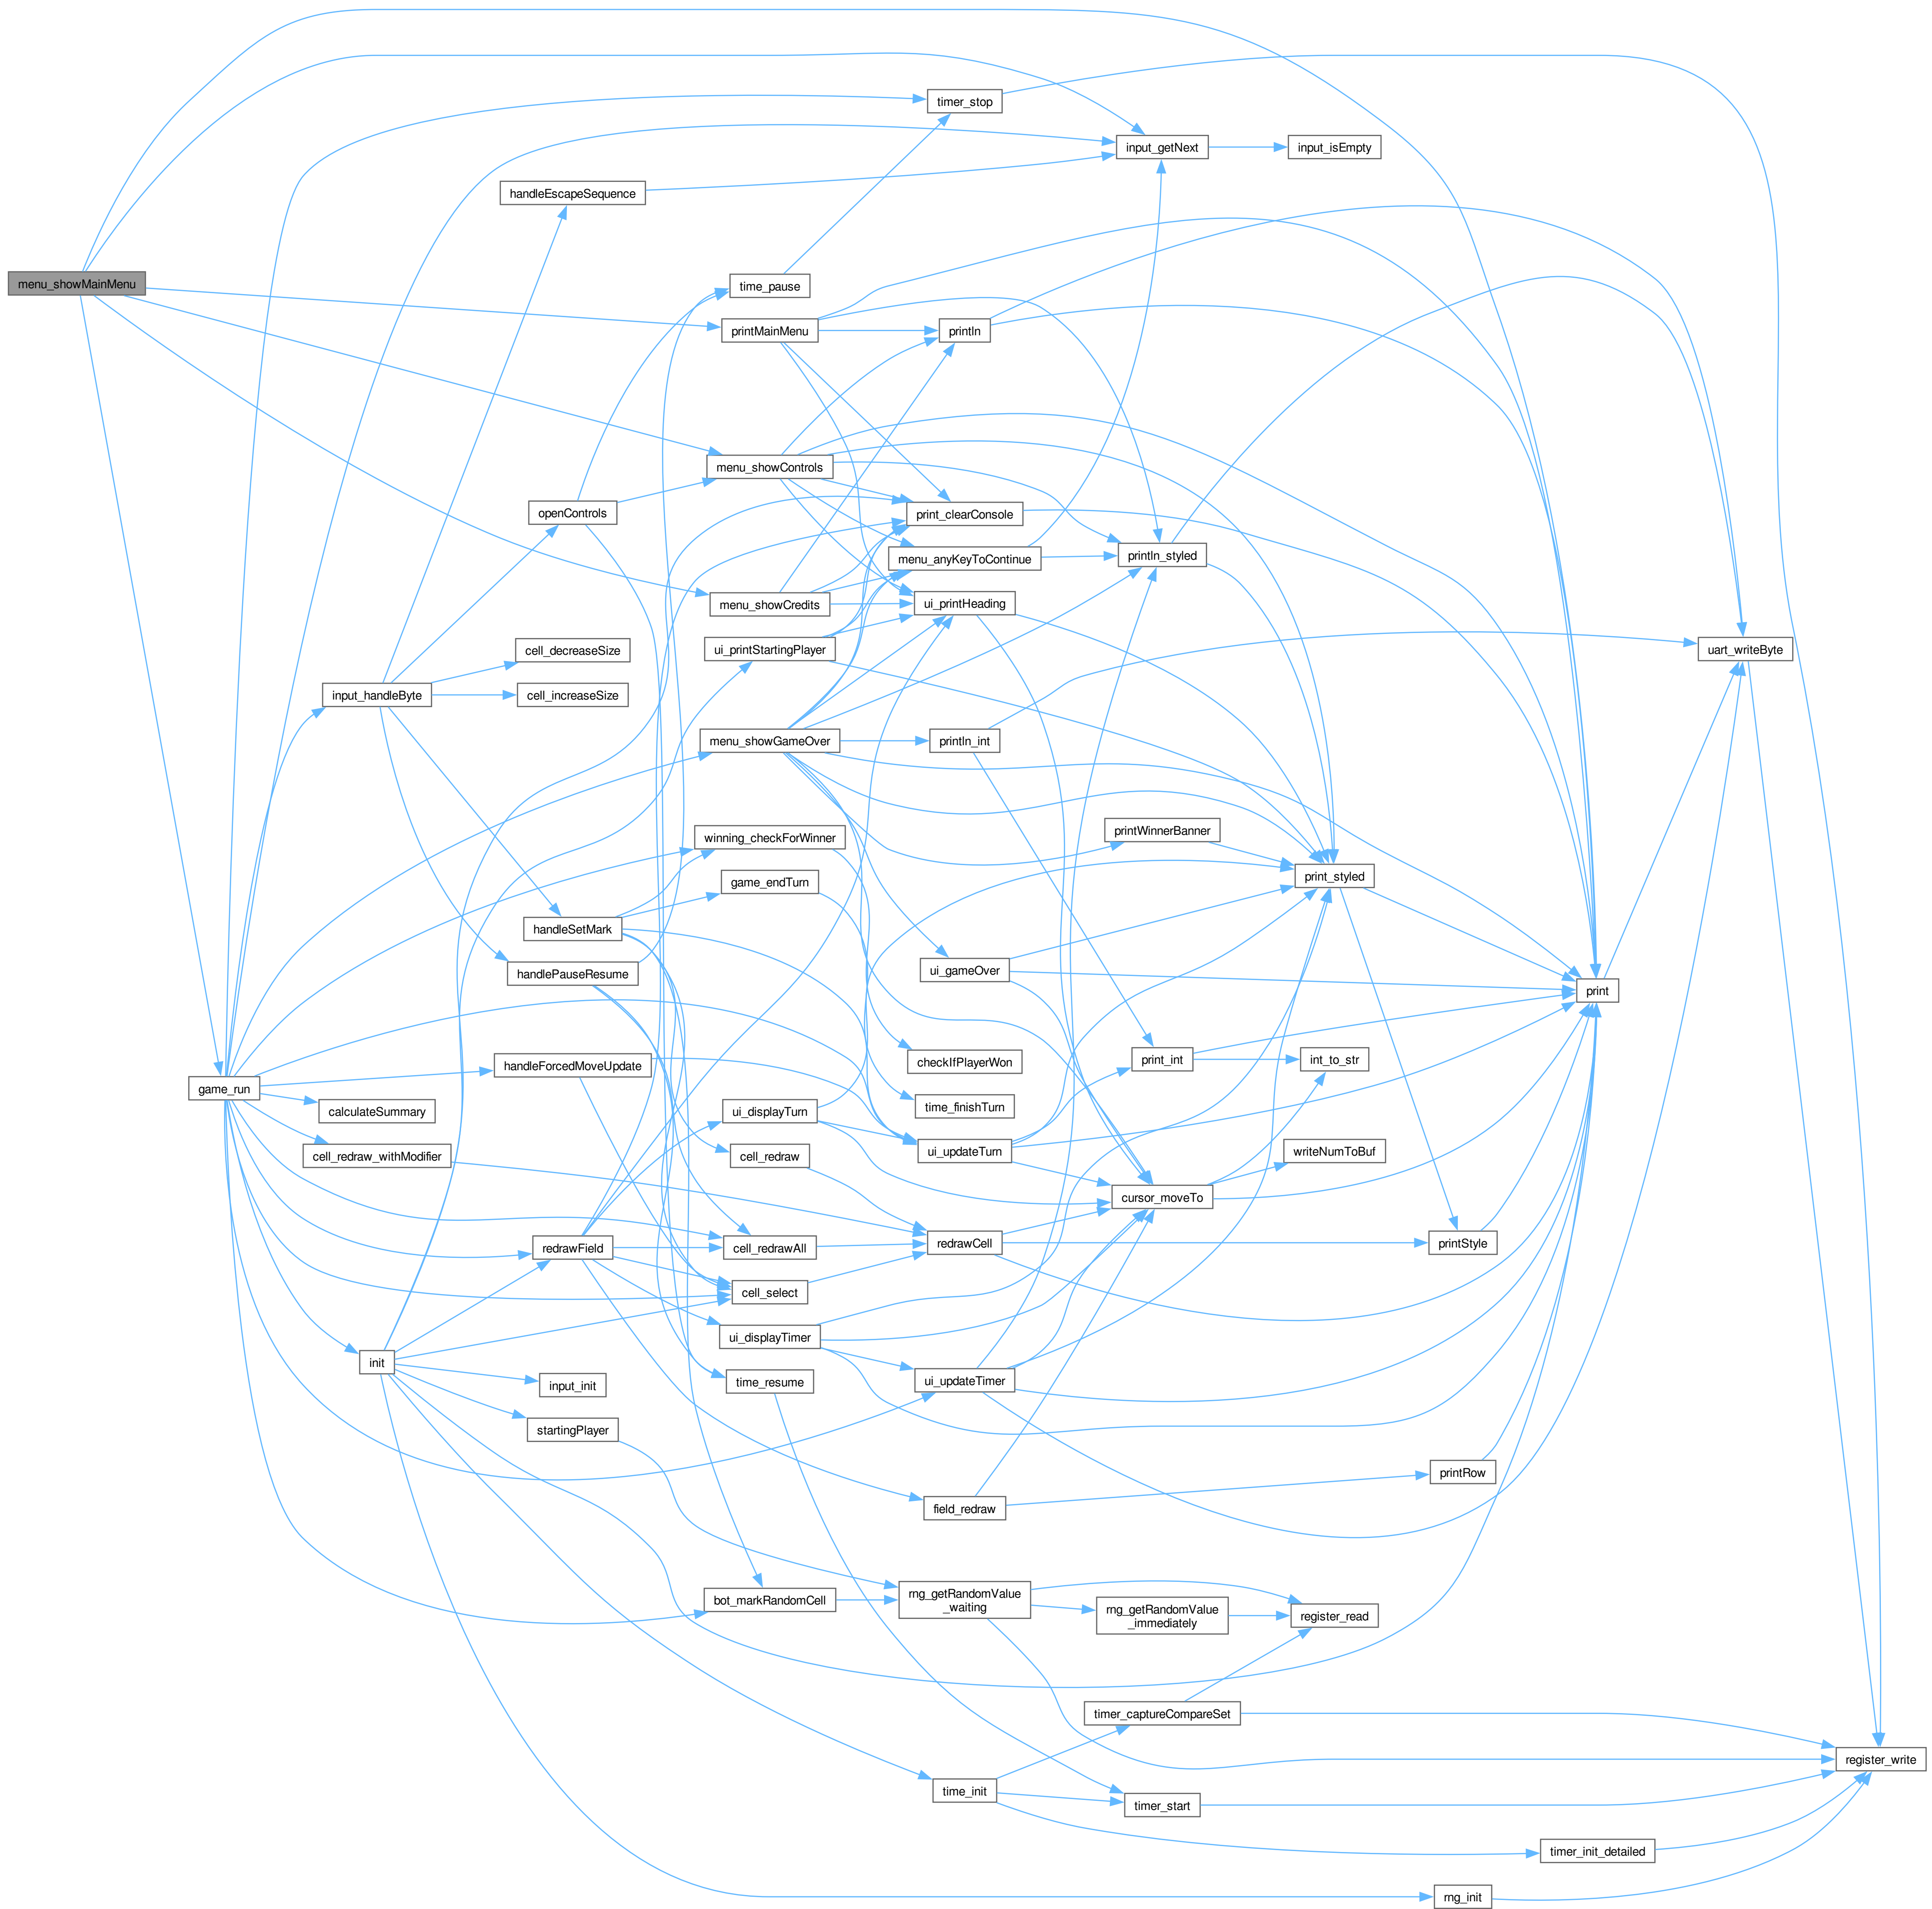 timer_stop
input_getNext
input_isEmpty
handleEscapeSequence
menu_showMainMenu
time_pause
printMainMenu
println
menu_showControls
openControls
print_clearConsole
menu_anyKeyToContinue
println_styled
menu_showCredits
ui_printHeading
cell_decreaseSize
ui_printStartingPlayer
uart_writeByte
input_handleByte
cell_increaseSize
menu_showGameOver
println_int
winning_checkForWinner
printWinnerBanner
game_endTurn
print_styled
handleSetMark
handlePauseResume
ui_gameOver
print
handleForcedMoveUpdate
checkIfPlayerWon
print_int
int_to_str
game_run
calculateSummary
ui_displayTurn
time_finishTurn
cell_redraw_withModifier
cell_redraw
ui_updateTurn
writeNumToBuf
cursor_moveTo
redrawField
cell_redrawAll
redrawCell
printStyle
cell_select
ui_displayTimer
init
input_init
time_resume
ui_updateTimer
startingPlayer
printRow
field_redraw
bot_markRandomCell
rng_getRandomValue
_waiting
rng_getRandomValue
_immediately
register_read
timer_captureCompareSet
register_write
time_init
timer_start
timer_init_detailed
rng_init